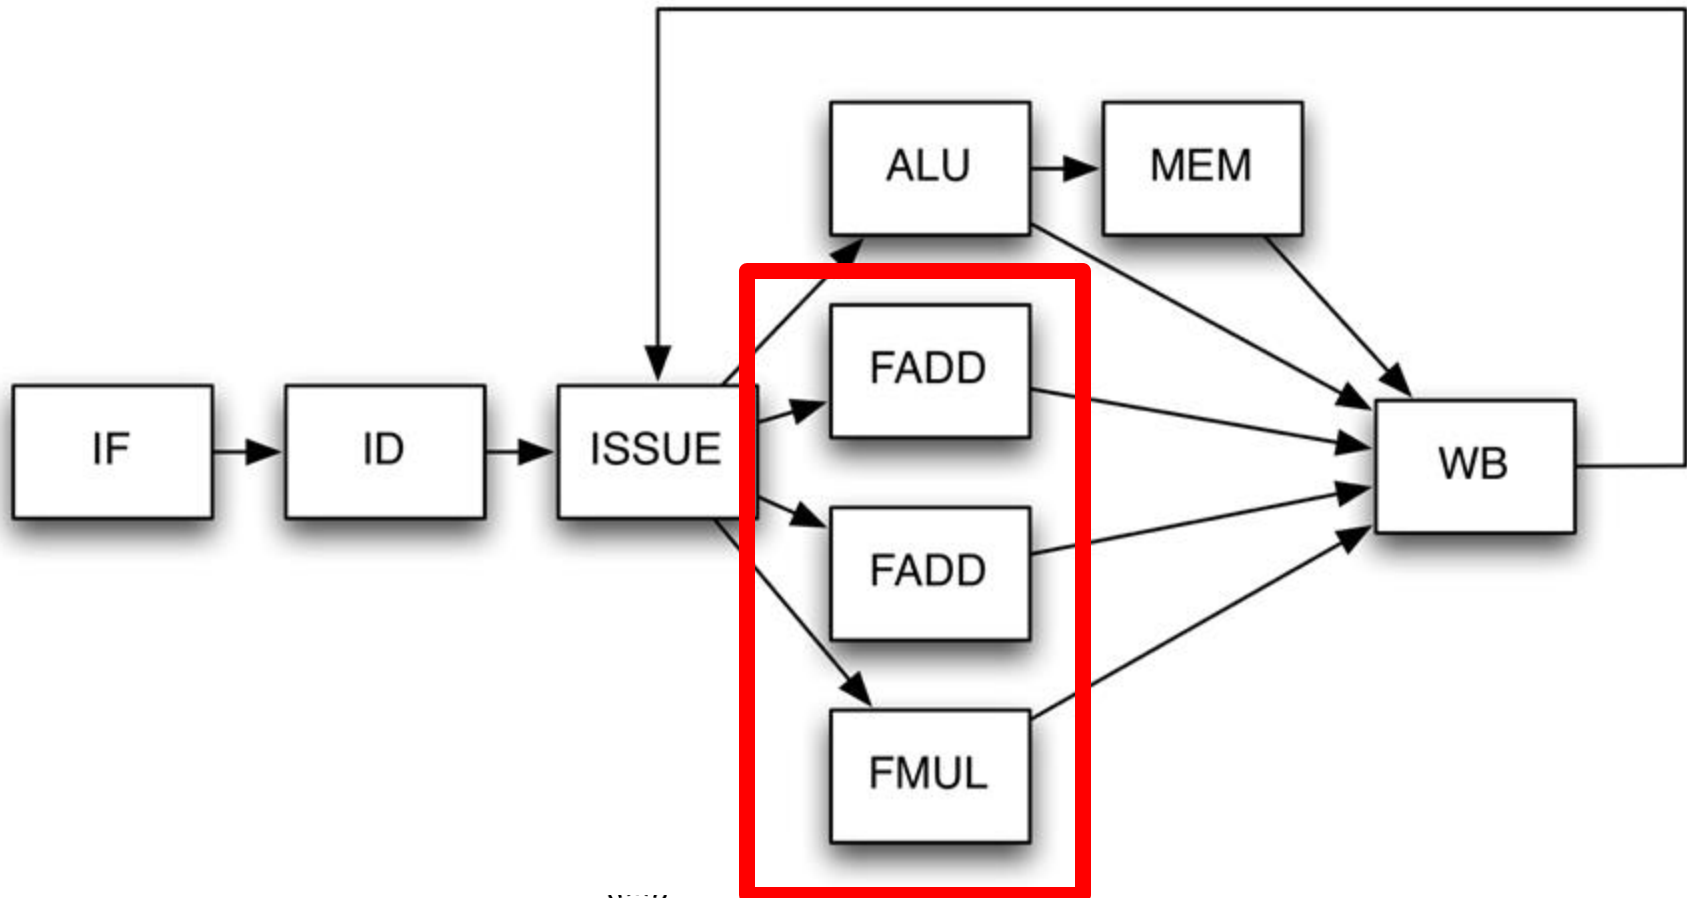 ALU
MEM
FADD
IF
ID
ISSUE
WB
FADD
FMUL